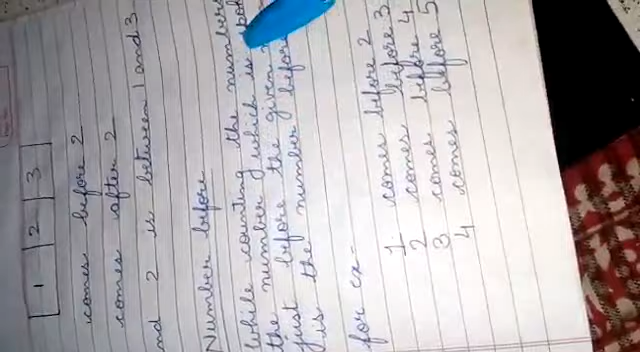 1 2 3
comes before 2
comes after 2
nd 2 is between 1 and 3
Number before
While counting the numbers
the number which is
just before the given
is the number before
for ex-
1 comes before 2
2 comes before 3
3 comes before 4
4 comes before 5